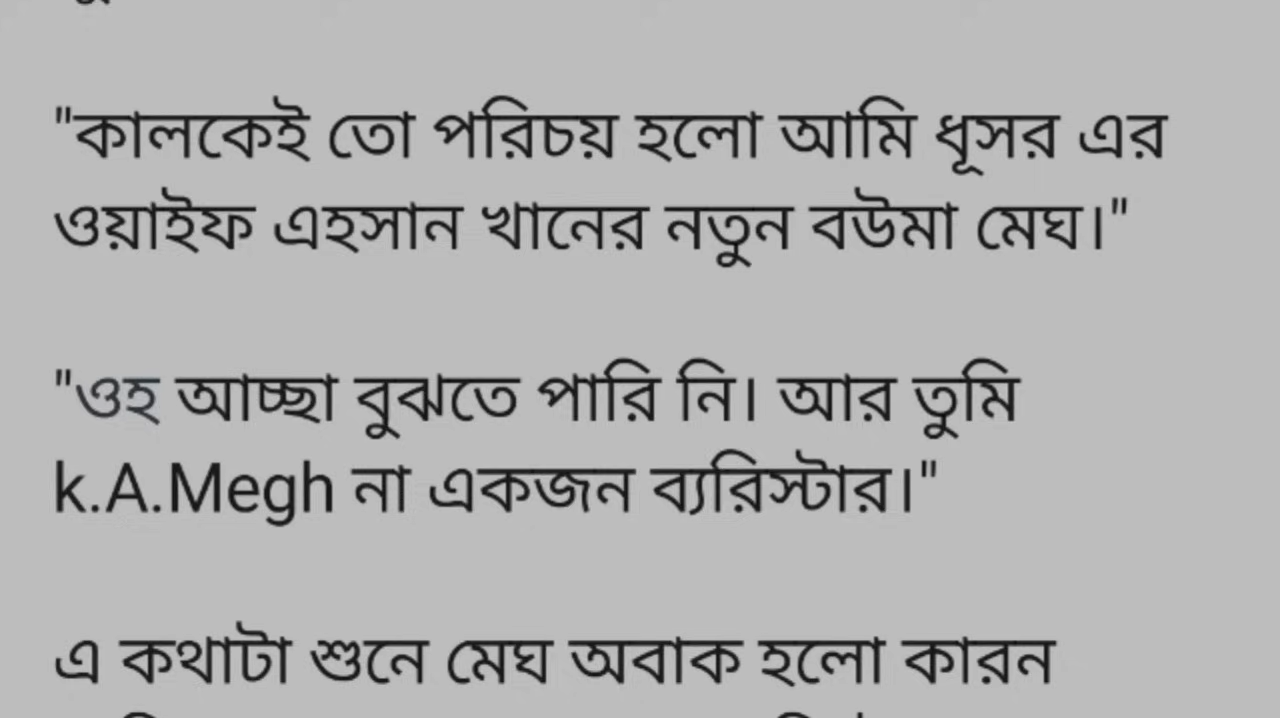 "কালকেই তো পরিচয় হলো আমি ধূসর এর
ওয়াইফ এহসান খানের নতুন বউমা মেঘ।"
"ওহ আচ্ছা বুঝতে পারি নি। আর তুমি
k.A.Megh না একজন ব্যরিস্টার।"
এ কথাটা শুনে মেঘ অবাক হলো কারন